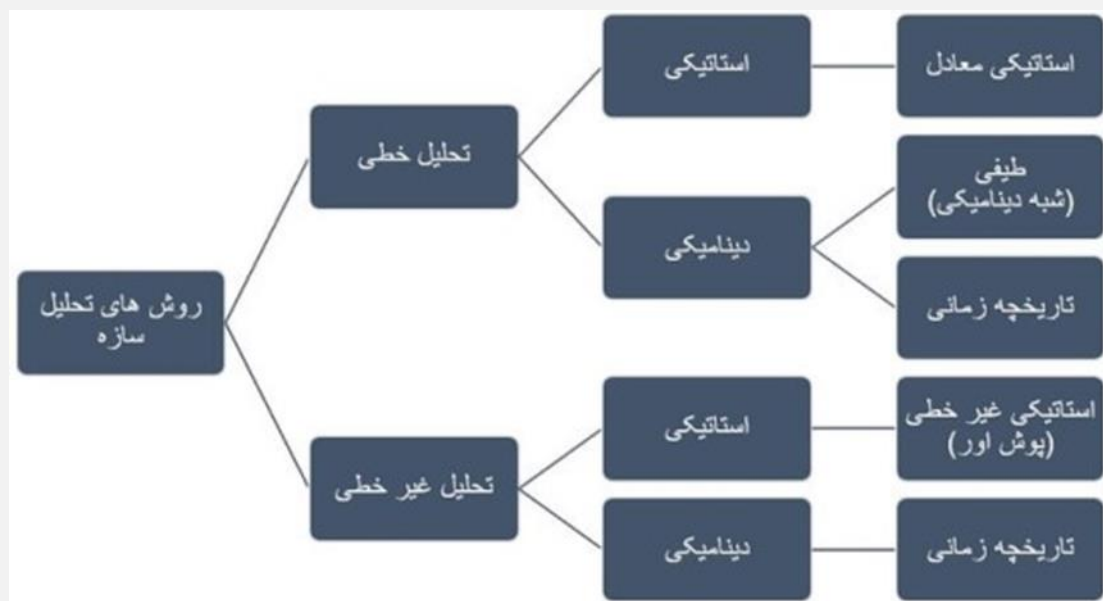 روش های تحلیل
سازه
تحلیل خطی
استاتیکی
استاتیکی معادل
دینامیکی
طیفی
(شبه دینامیکی)
تاریخچه زمانی
تحلیل غیر خطی
استاتیکی
استاتیکی غیر خطی
(پوش اور)
دینامیکی
تاریخچه زمانی